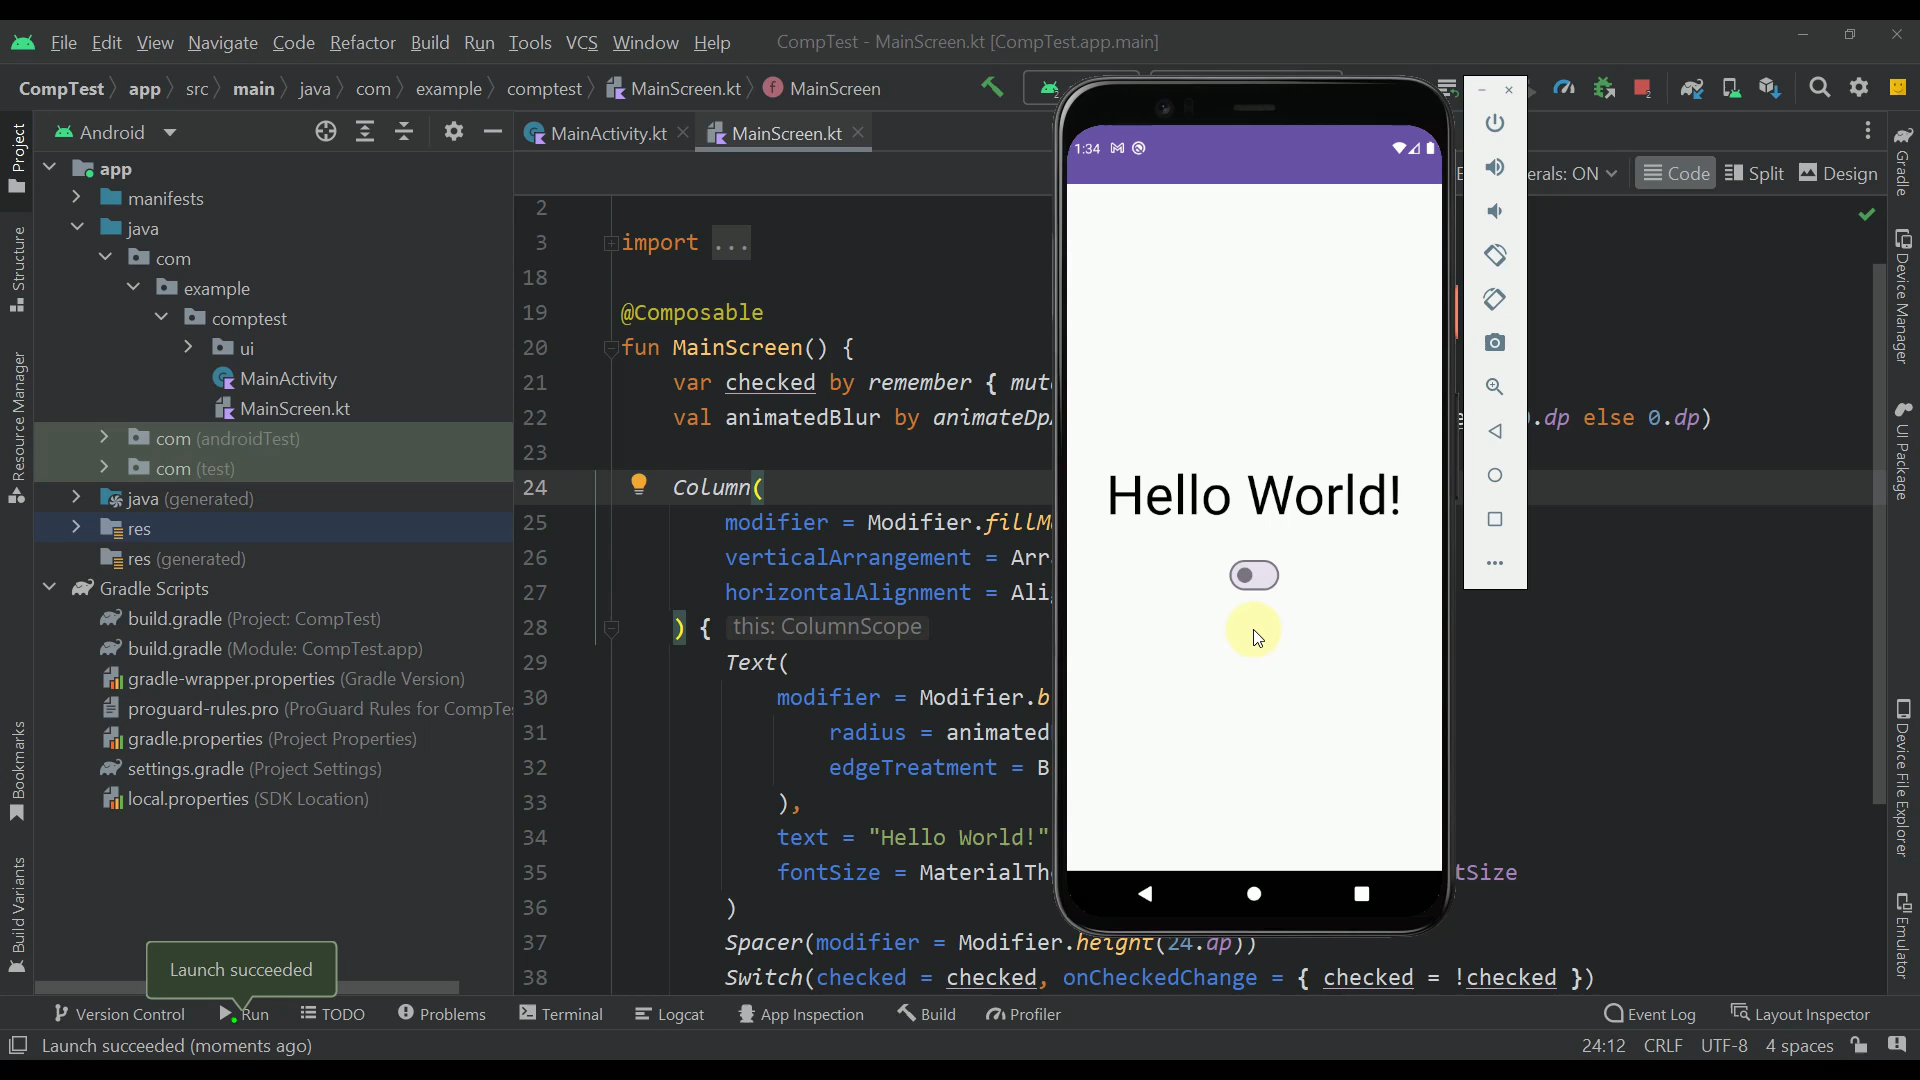 File Edit View Navigate Code Refactor Build Run Tools VCS Window Help CompTest - MainScreen.kt [CompTest.app.main]
CompTest app src main java com example comptest MainScreen.kt MainScreen
Project
Structure
Resource Manager
Bookmarks
Build Variants
Android
app
manifests
java
com
example
comptest
ui
MainActivity
MainScreen.kt
com (androidTest)
com (test)
java (generated)
res
res (generated)
Gradle Scripts
build.gradle (Project: CompTest)
build.gradle (Module: CompTest.app)
gradle-wrapper.properties (Gradle Version)
proguard-rules.pro (ProGuard Rules for CompTe
gradle.properties (Project Properties)
settings.gradle (Project Settings)
local.properties (SDK Location)
Launch succeeded
MainActivity.kt MainScreen.kt
erals: ON Code Split Design
2
3 import ...
18
19 @Composable
20 fun MainScreen() {
21 var checked by remember {
22 val animatedBlur by .dp else 0.dp)
23
24 Column(
25 modifier = Modifier.
26 verticalArrangement =
27 horizontalAlignment =
28 ) { this: ColumnScope
29 Text(
30 modifier = Modifier.b
31 radius = animated
32 edgeTreatment = B
33 ),
34 text = "Hello World!"
35 fontSize = MaterialTh tSize
36 )
37 Spacer(modifier = Modifier.height(24.dp))
38 Switch(checked = checked, onCheckedChange = { checked = !checked })
1:34
Hello World!
Gradle
Device Manager
UI Package
Device File Explorer
Emulator
Version Control Run TODO Problems Terminal Logcat App Inspection Build Profiler Event Log Layout Inspector
Launch succeeded (moments ago) 24:12 CRLF UTF-8 4 spaces